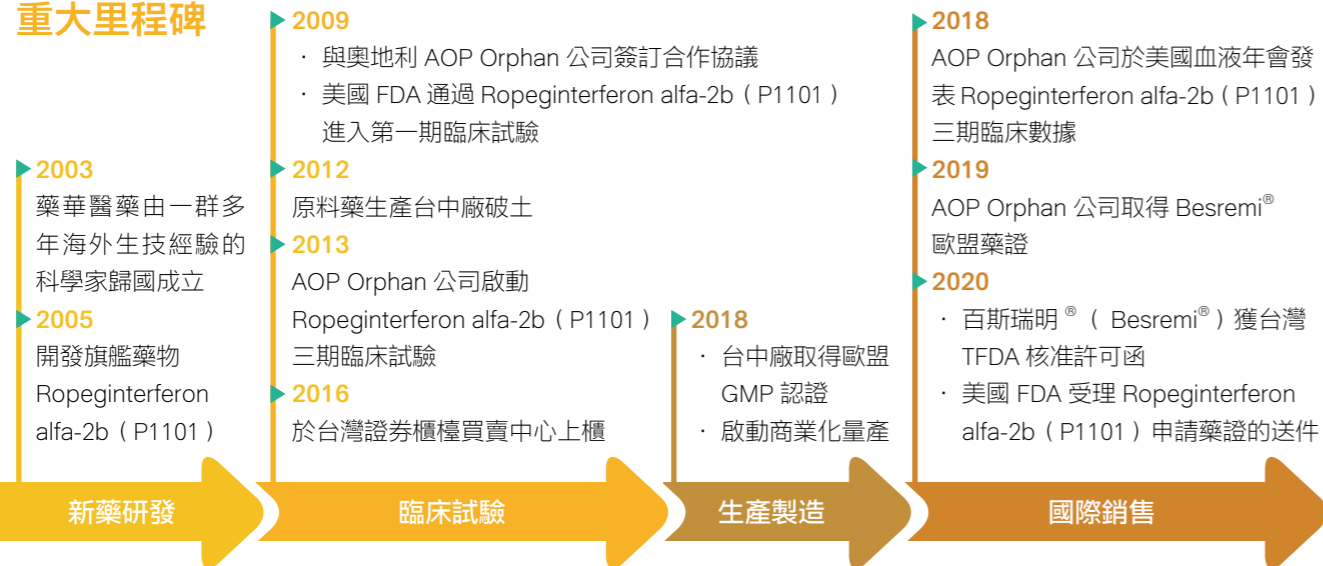 重大里程碑
2003
藥華醫藥由一群多
年海外生技經驗的
科學家歸國成立
2005
開發旗艦藥物
Ropeginterferon
alfa-2b（P1101）
新藥研發
2009
· 與奧地利 AOP Orphan 公司簽訂合作協議
· 美國 FDA 通過 Ropeginterferon alfa-2b（P1101）
進入第一期臨床試驗
2012
原料藥生產台中廠破土
2013
AOP Orphan 公司啟動
Ropeginterferon alfa-2b（P1101）
三期臨床試驗
2016
於台灣證券櫃檯買賣中心上櫃
臨床試驗
2018
· 台中廠取得歐盟
GMP 認證
· 啟動商業化量產
生產製造
2018
AOP Orphan 公司於美國血液年會發
表 Ropeginterferon alfa-2b（P1101）
三期臨床數據
2019
AOP Orphan 公司取得 Besremi®
歐盟藥證
2020
· 百斯瑞明®（ Besremi®）獲台灣
TFDA 核准許可函
· 美國 FDA 受理 Ropeginterferon
alfa-2b（P1101）申請藥證的送件
國際銷售